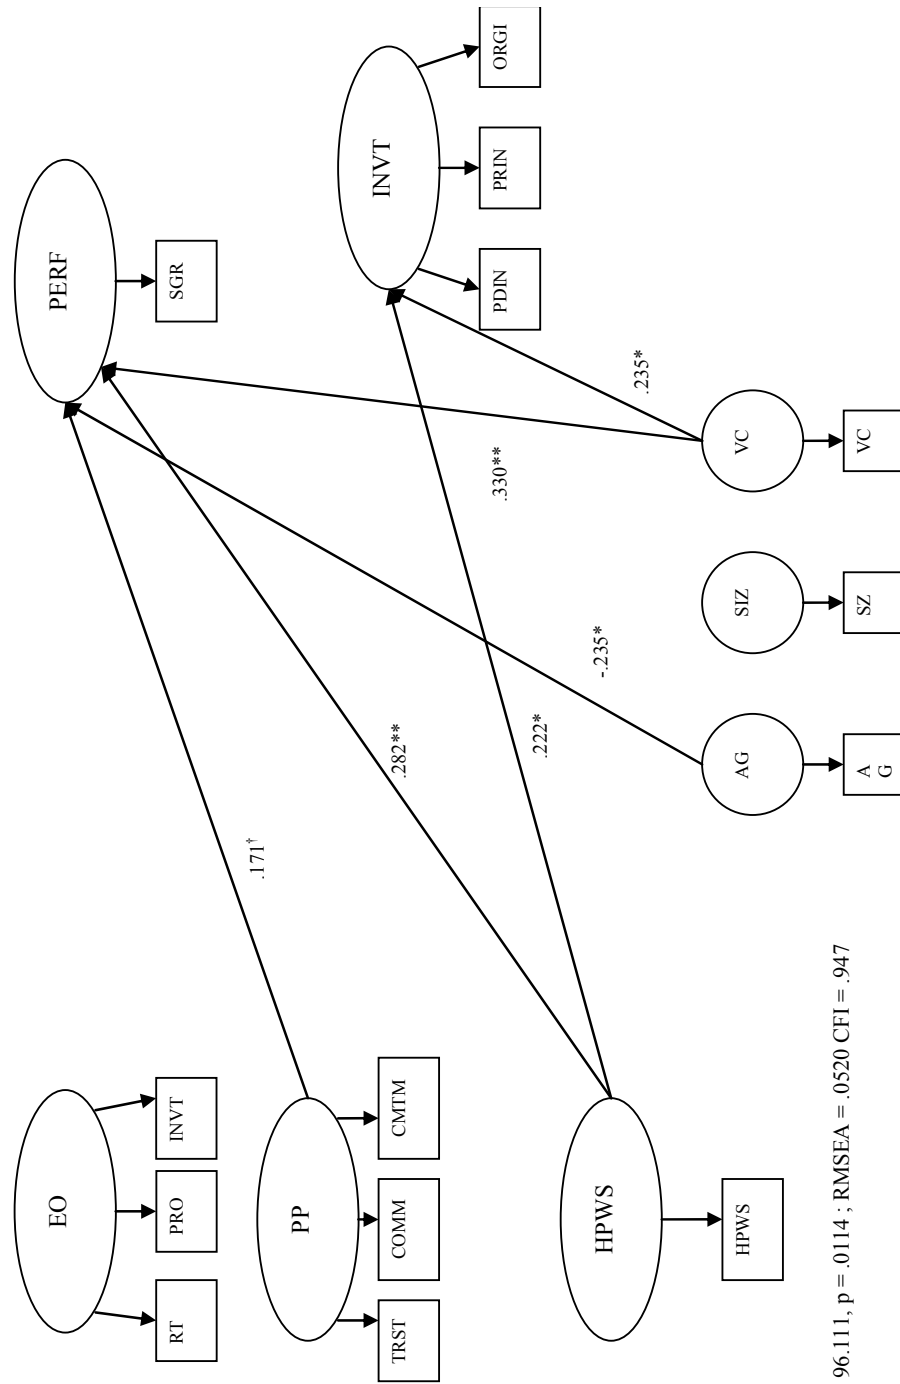 EO
PERF
RT
PRO
INVT
SGR
.171†
PP
INVT
TRST
COMM
CMTM
.282**
.330**
PDIN
PRIN
ORGI
.222*
HPWS
-.235*
.235*
HPWS
AG
SIZ
VC
A
G
SZ
VC
96.111, p = .0114 ; RMSEA = .0520 CFI = .947